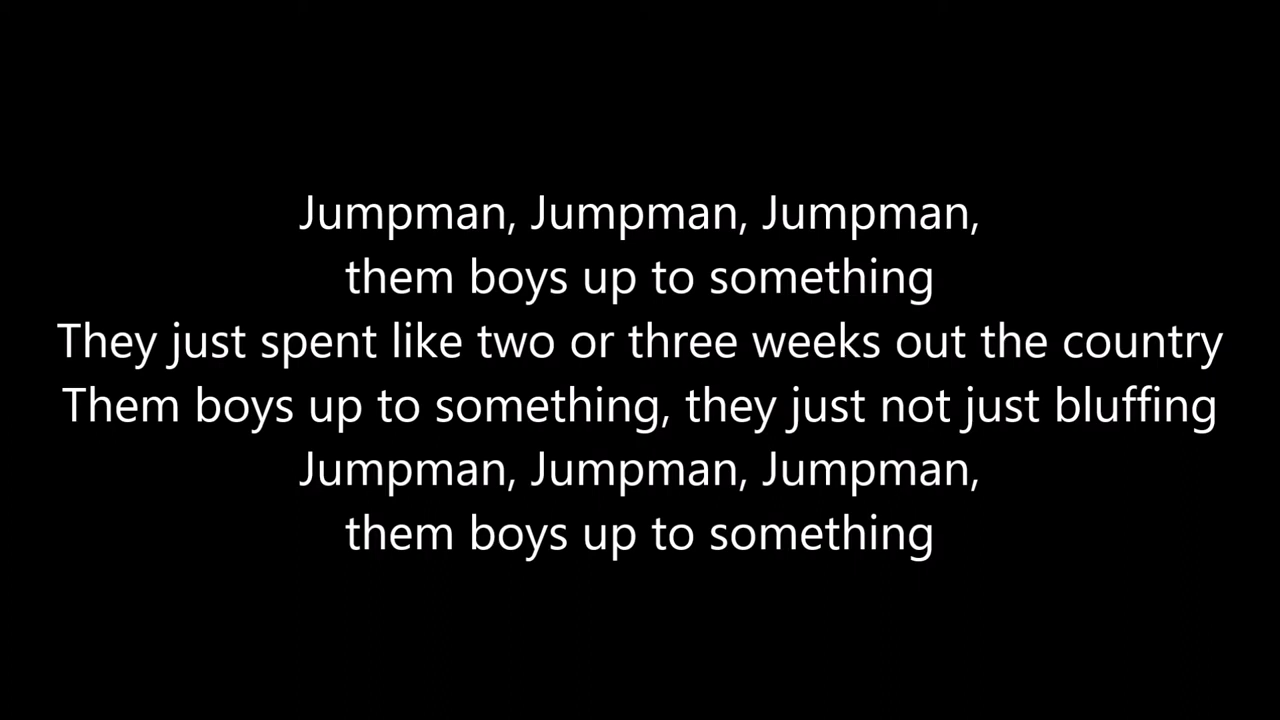 Jumpman, Jumpman, Jumpman,
them boys up to something
They just spent like two or three weeks out the country
Them boys up to something, they just not just bluffing
Jumpman, Jumpman, Jumpman,
them boys up to something